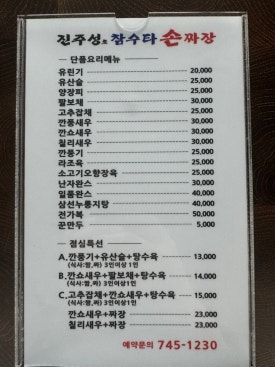 진주성 참수타 손짜장
— 단품요리메뉴 —
유린기 20,000
유산슬 25,000
양장피 25,000
팔보채 30,000
고추잡채 25,000
깐풍새우 30,000
깐쇼새우 30,000
칠리새우 30,000
깐풍기 25,000
라조육 25,000
소고기오향장육 25,000
난자완스 30,000
일품완스 40,000
삼선누룽지탕 40,000
전가복 50,000
군만두 5,000
— 점심특선 —
A.깐풍기+유산슬+탕수육 13,000
(식사:짬,짜) 3인이상 1인
B.깐쇼새우+팔보채+탕수육 14,000
(식사:짬,짜) 3인이상 1인
C.고추잡채+깐쇼새우+탕수육 15,000
(식사:짬,짜) 3인이상 1인
깐쇼새우+짜장 23,000
칠리새우+짜장 23,000
예약문의 745-1230